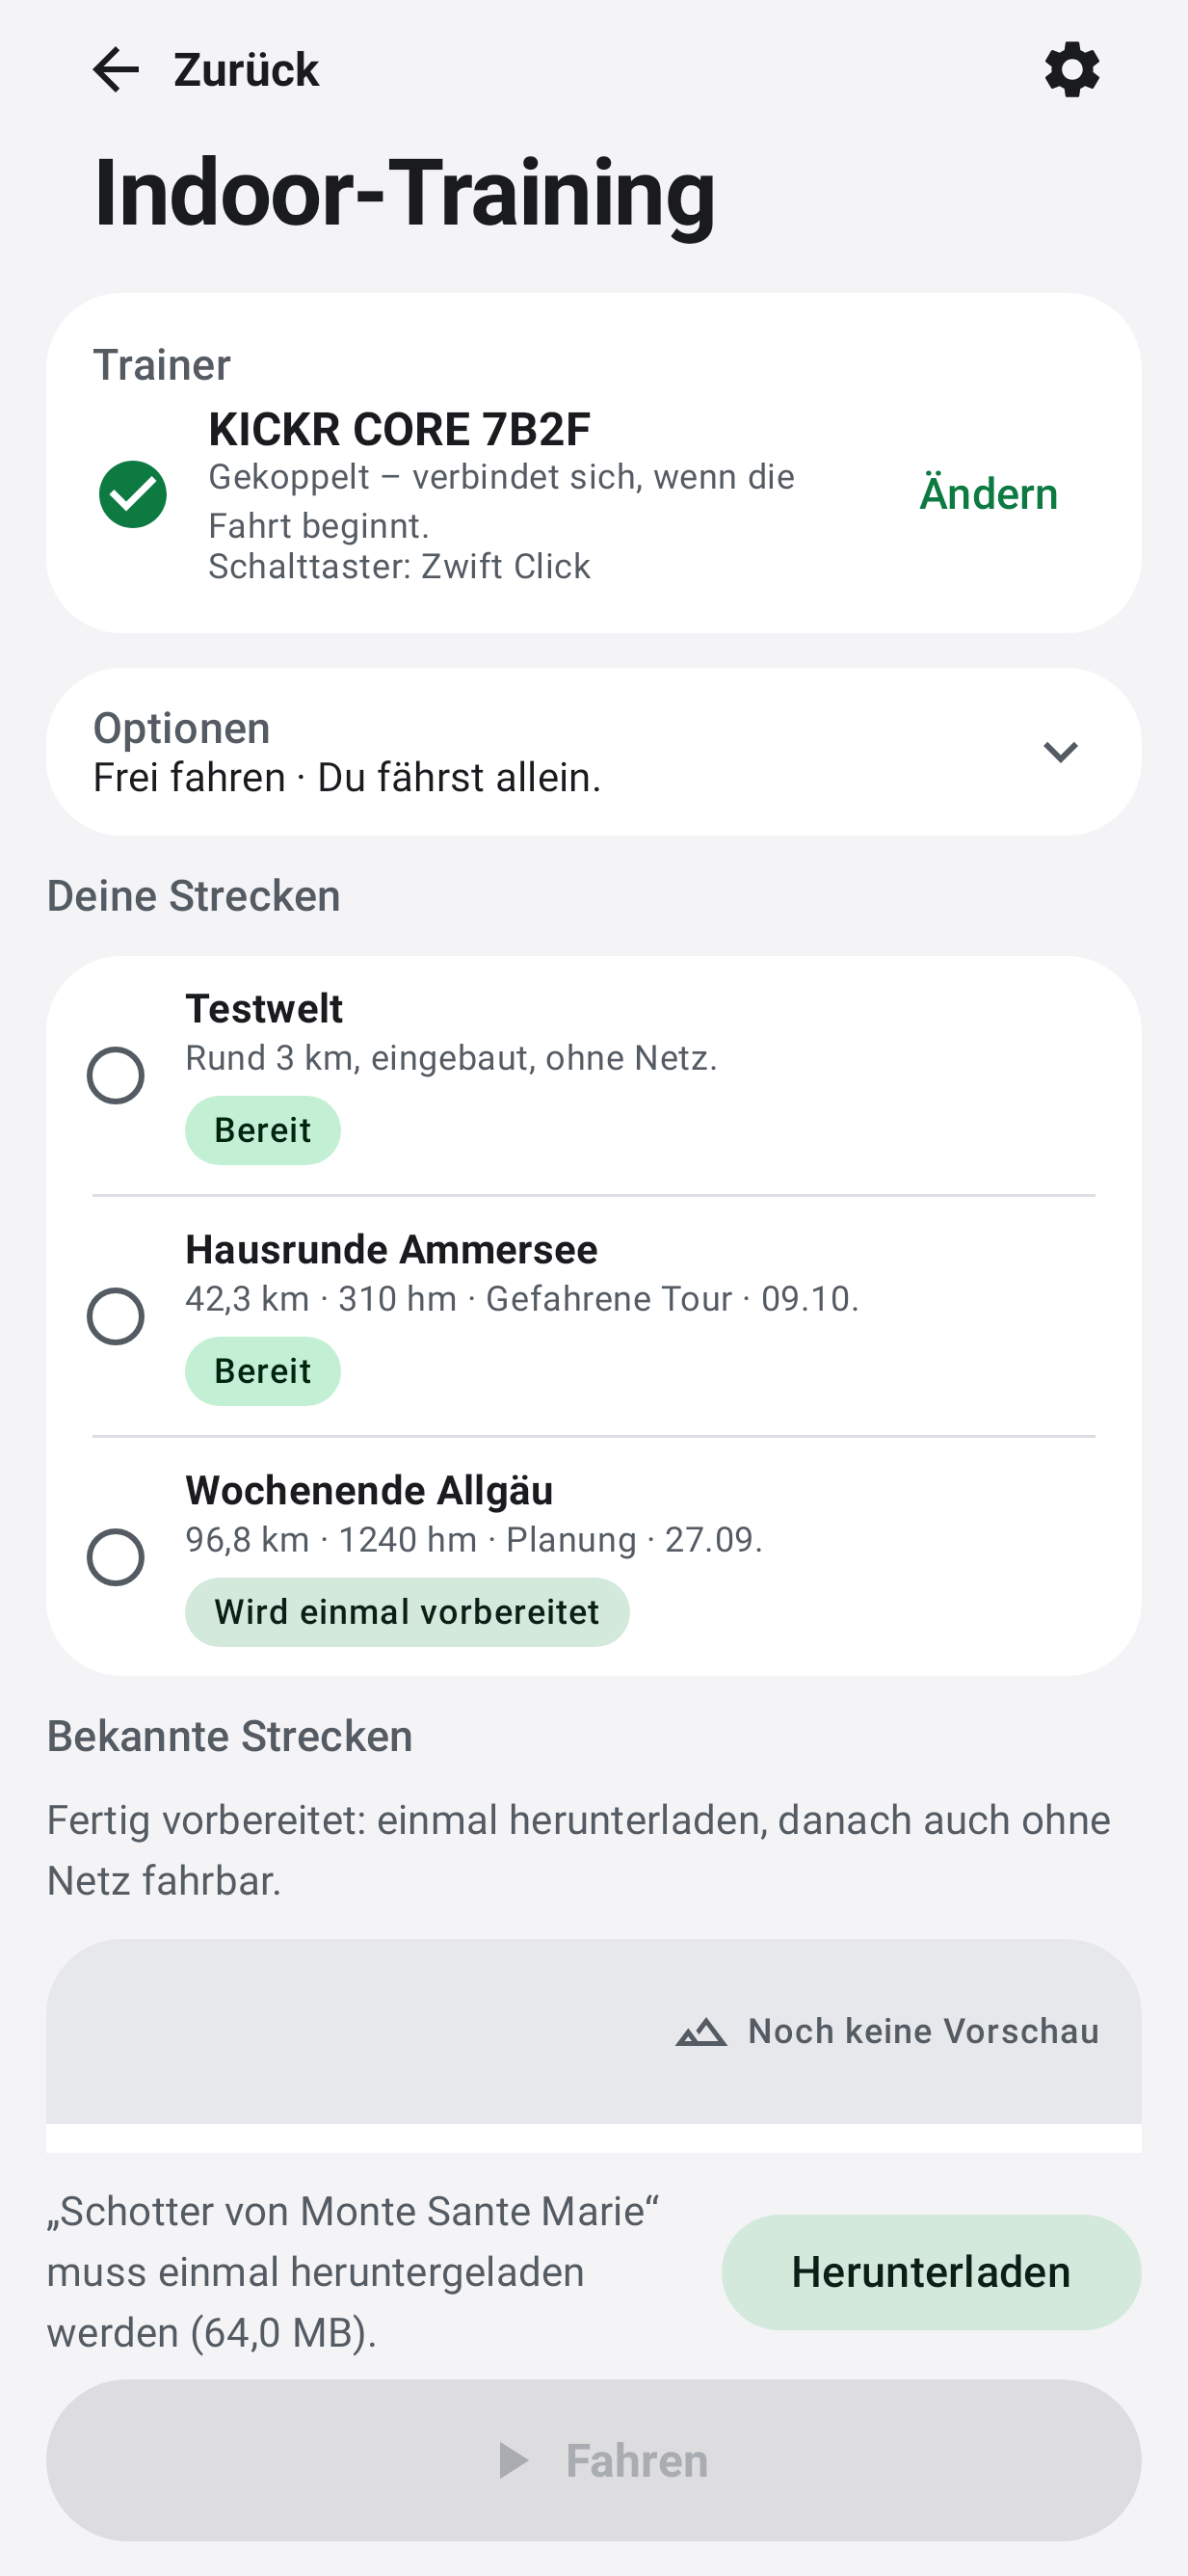 Zurück
Indoor-Training
Trainer
KICKR CORE 7B2F
Gekoppelt – verbindet sich, wenn die
Fahrt beginnt.
Schalttaster: Zwift Click
Ändern
Optionen
Frei fahren · Du fährst allein.
Deine Strecken
Testwelt
Rund 3 km, eingebaut, ohne Netz.
Bereit
Hausrunde Ammersee
42,3 km · 310 hm · Gefahrene Tour · 09.10.
Bereit
Wochenende Allgäu
96,8 km · 1240 hm · Planung · 27.09.
Wird einmal vorbereitet
Bekannte Strecken
Fertig vorbereitet: einmal herunterladen, danach auch ohne
Netz fahrbar.
Noch keine Vorschau
„Schotter von Monte Sante Marie“
muss einmal heruntergeladen
werden (64,0 MB).
Herunterladen
Fahren